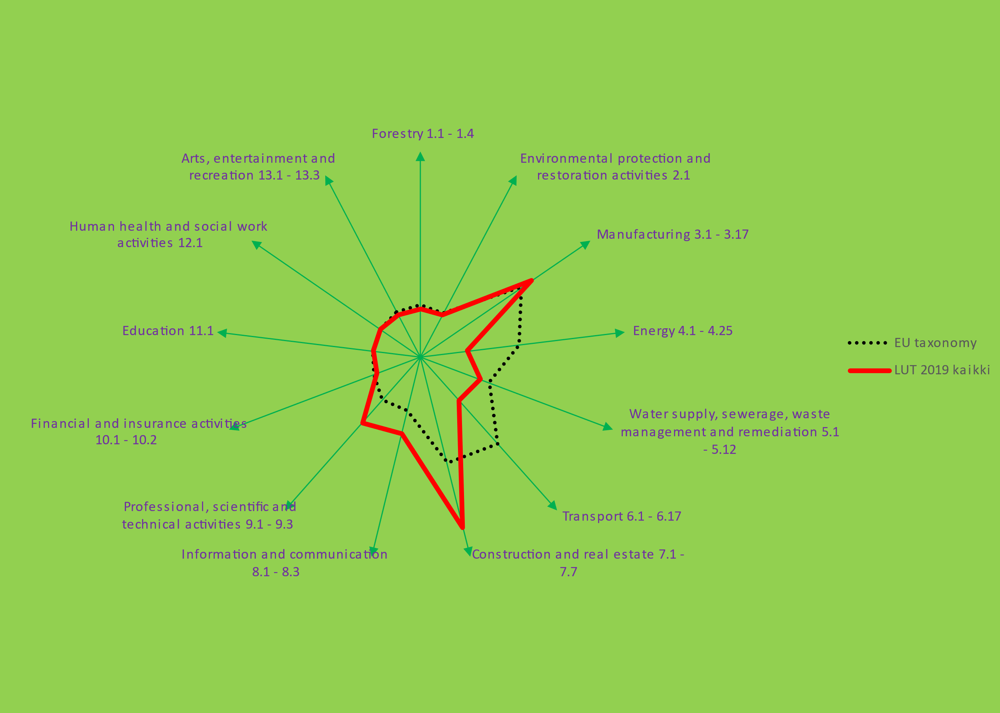 Forestry 1.1 - 1.4
Environmental protection and
restoration activities 2.1
Manufacturing 3.1 - 3.17
Energy 4.1 - 4.25
Water supply, sewerage, waste
management and remediation 5.1
- 5.12
Transport 6.1 - 6.17
Construction and real estate 7.1 -
7.7
Information and communication
8.1 - 8.3
Professional, scientific and
technical activities 9.1 - 9.3
Financial and insurance activities
10.1 - 10.2
Education 11.1
Human health and social work
activities 12.1
Arts, entertainment and
recreation 13.1 - 13.3
EU taxonomy
LUT 2019 kaikki